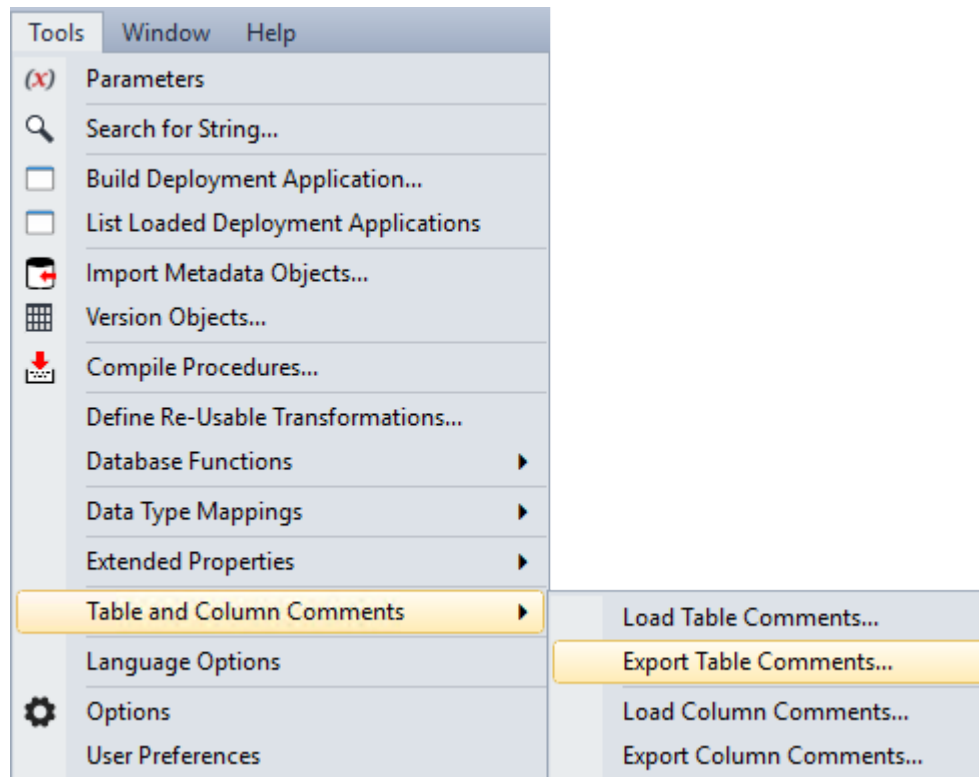 Tools Window Help
(x) Parameters
Search for String...
Build Deployment Application...
List Loaded Deployment Applications
Import Metadata Objects...
Version Objects...
Compile Procedures...
Define Re-Usable Transformations...
Database Functions
Data Type Mappings
Extended Properties
Table and Column Comments
Language Options
Options
User Preferences
Load Table Comments...
Export Table Comments...
Load Column Comments...
Export Column Comments...